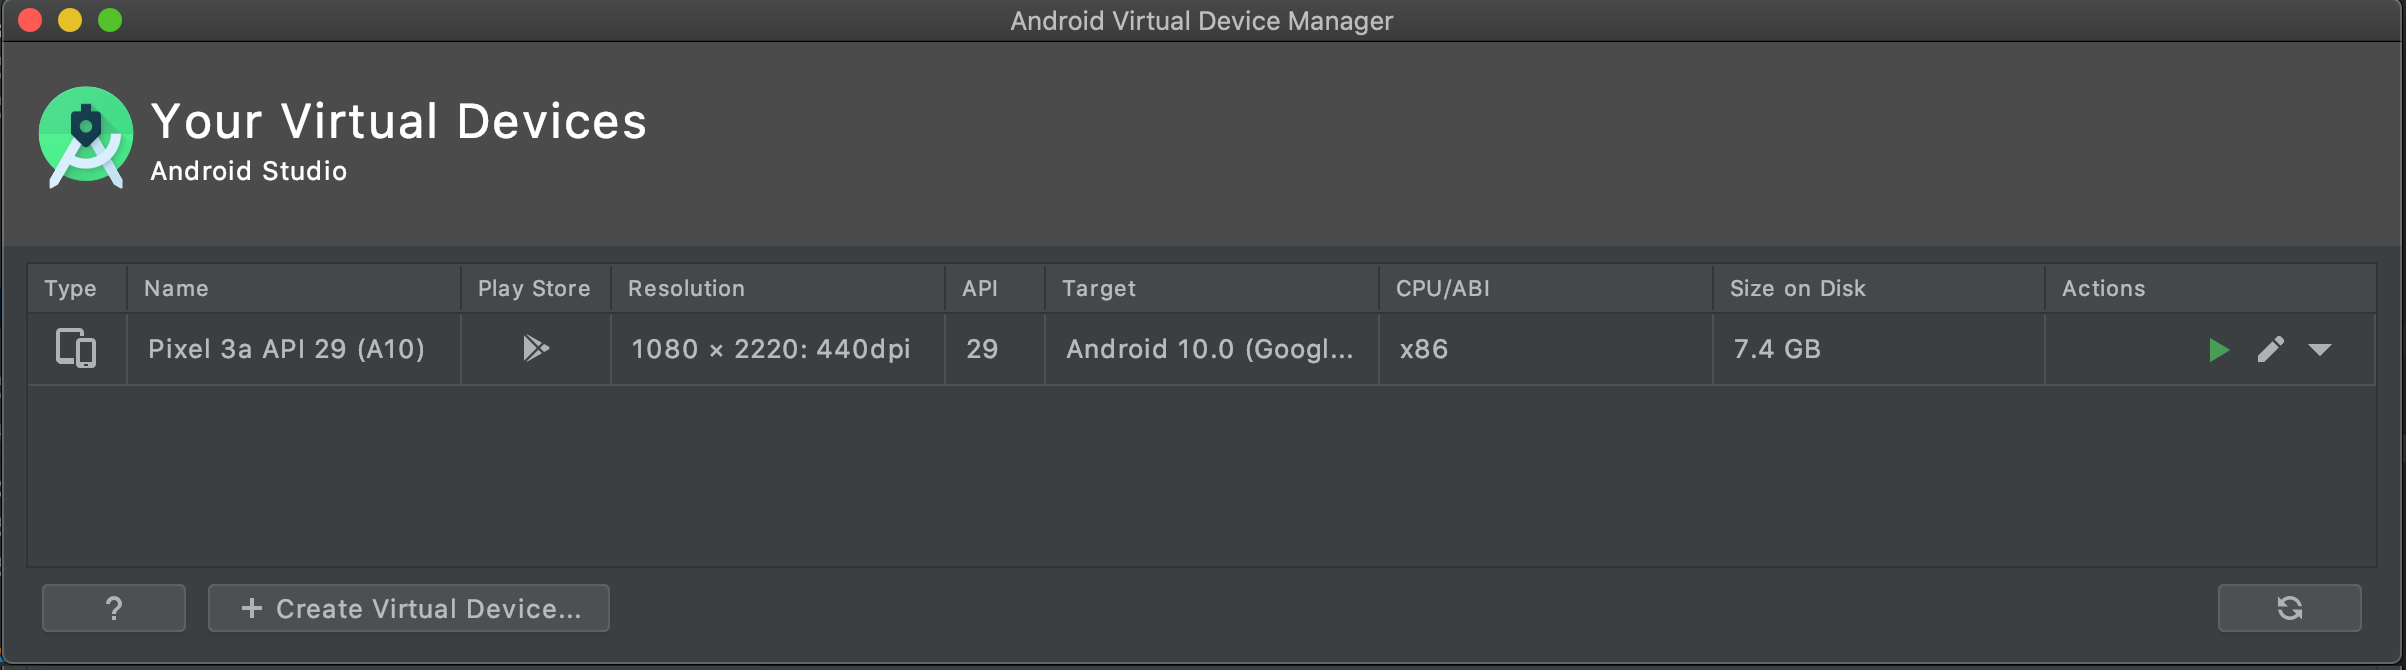 Android Virtual Device Manager
Your Virtual Devices
Android Studio
Type Name Play Store Resolution API Target CPU/ABI Size on Disk Actions
Pixel 3a API 29 (A10) 1080 × 2220: 440dpi 29 Android 10.0 (Googl... x86 7.4 GB
? + Create Virtual Device...